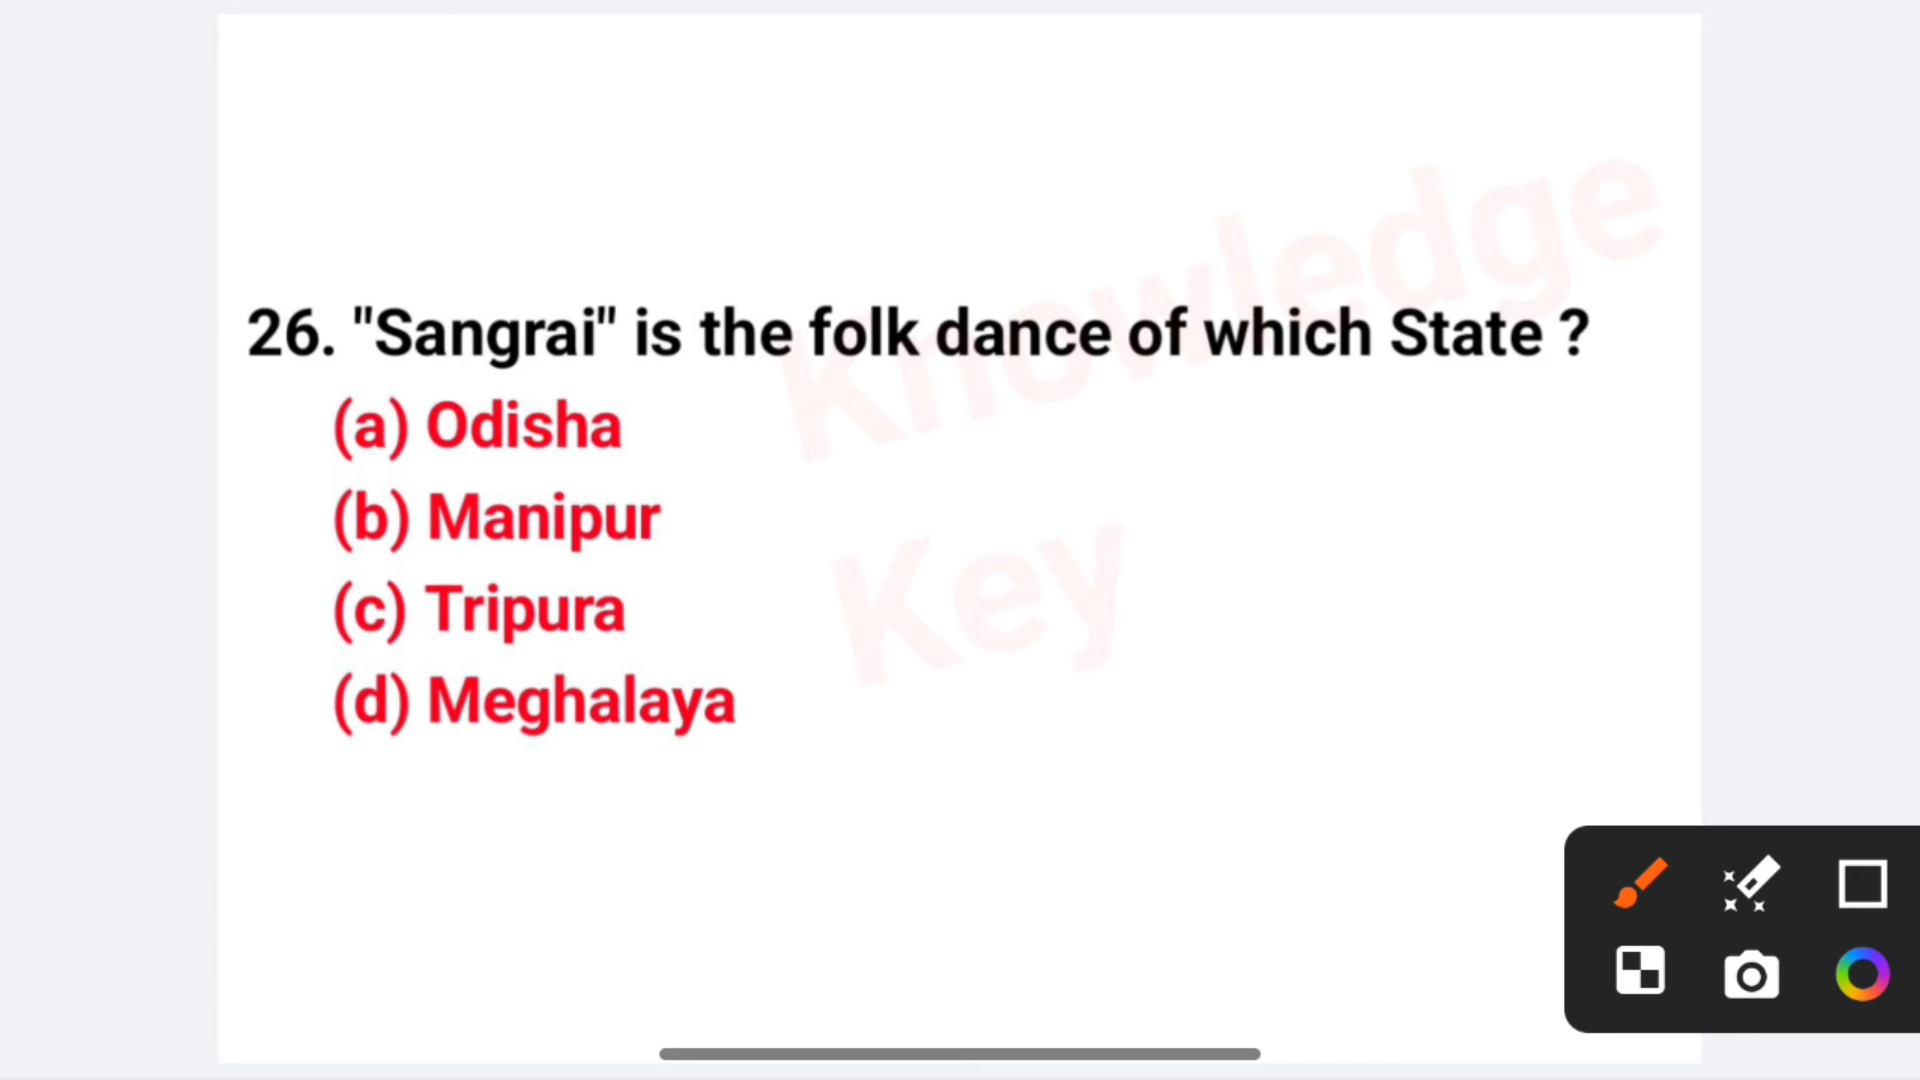 26. "Sangrai" is the folk dance of which State ?
(a) Odisha
(b) Manipur
(c) Tripura
(d) Meghalaya
Knowledge
Key